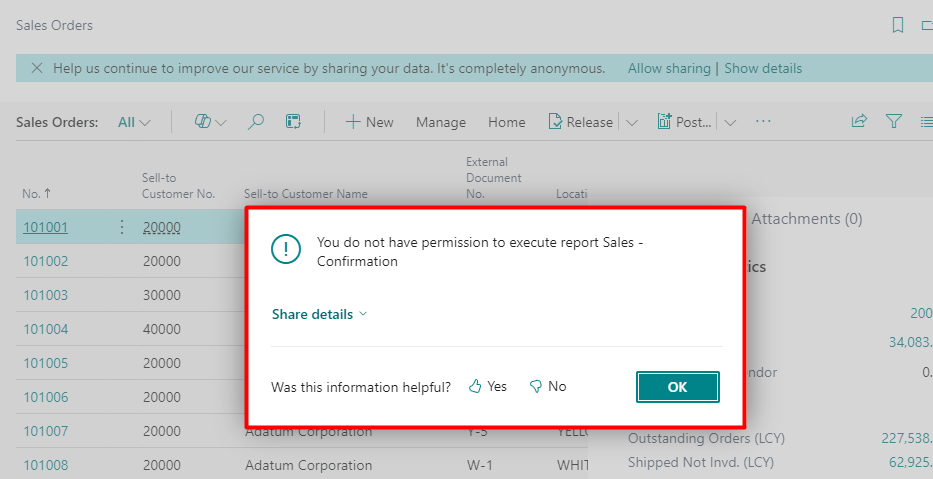 Sales Orders
Help us continue to improve our service by sharing your data. It's completely anonymous. Allow sharing | Show details
Sales Orders: All New Manage Home Release | Post... | ...
External
Sell-to Document
No. ↑ Customer No. Sell-to Customer Name No. Locati
101001 20000
Attachments (0)
You do not have permission to execute report Sales -
Confirmation
101002 20000
ics
101003 30000
Share details
200
101004 40000
34,083.
101005 20000
ndor 0.
Was this information helpful? Yes No OK
101006 20000
101007 20000 Adatum Corporation Y-5 YELL
Outstanding Orders (LCY) 227,538.
101008 20000 Adatum Corporation W-1 WHIT
Shipped Not Invd. (LCY) 62,925.